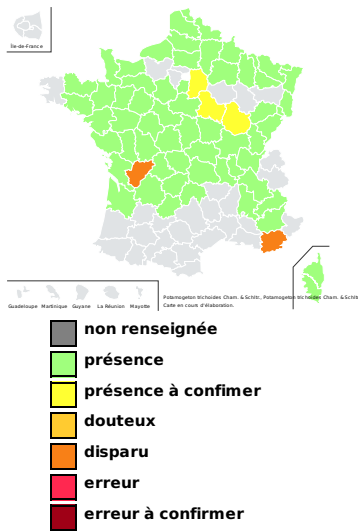 Île-de-France
Potamogeton trichoides Cham. & Schltr., Potamogeton trichoides Cham. & Schltr.
Carte en cours d'élaboration.
Guadeloupe Martinique Guyane La Réunion Mayotte
non renseignée
présence
présence à confimer
douteux
disparu
erreur
erreur à confirmer